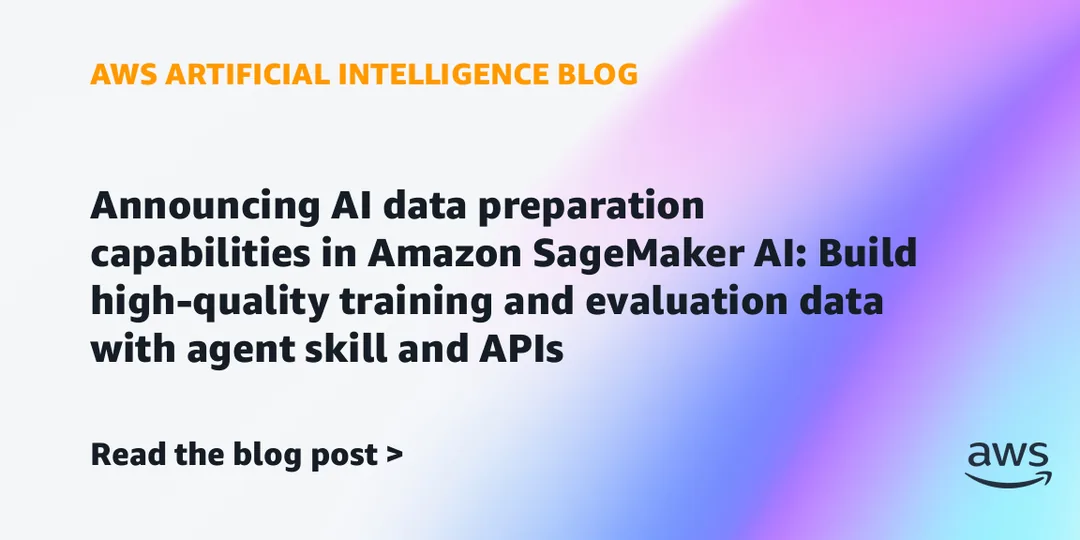 AWS ARTIFICIAL INTELLIGENCE BLOG
Announcing AI data preparation
capabilities in Amazon SageMaker AI: Build
high-quality training and evaluation data
with agent skill and APIs
Read the blog post >
aws